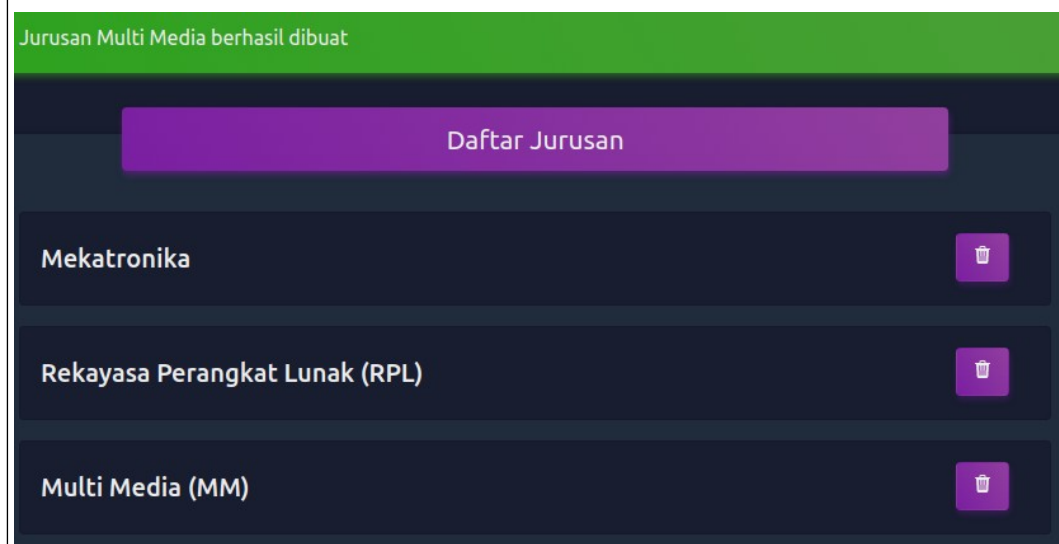 Jurusan Multi Media berhasil dibuat
Daftar Jurusan
Mekatronika
Rekayasa Perangkat Lunak (RPL)
Multi Media (MM)